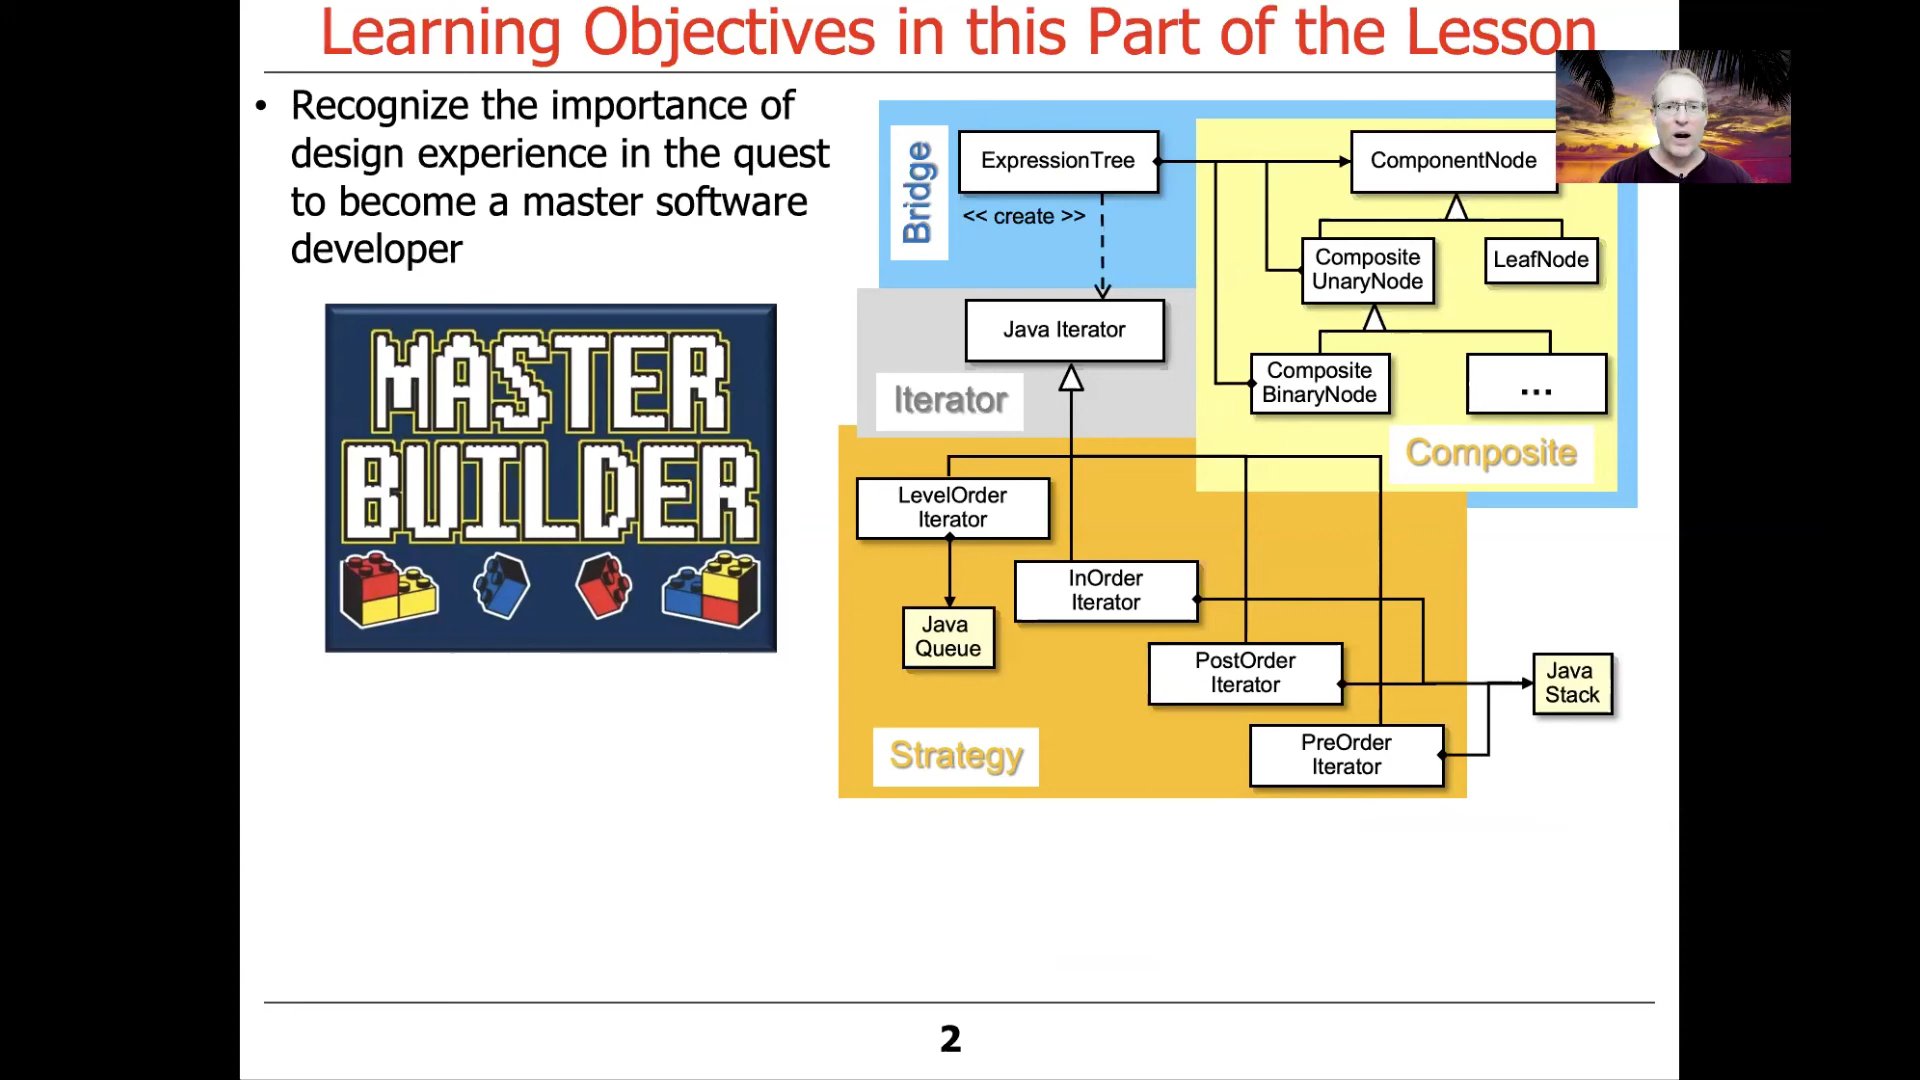 Learning Objectives in this Part of the Lesson
• Recognize the importance of
design experience in the quest
to become a master software
developer
MASTER
BUILDER
Bridge
ExpressionTree
ComponentNode
<< create >>
Composite
UnaryNode
LeafNode
Java Iterator
Iterator
Composite
BinaryNode
...
Composite
LevelOrder
Iterator
InOrder
Iterator
Java
Queue
PostOrder
Iterator
Java
Stack
PreOrder
Iterator
Strategy
2